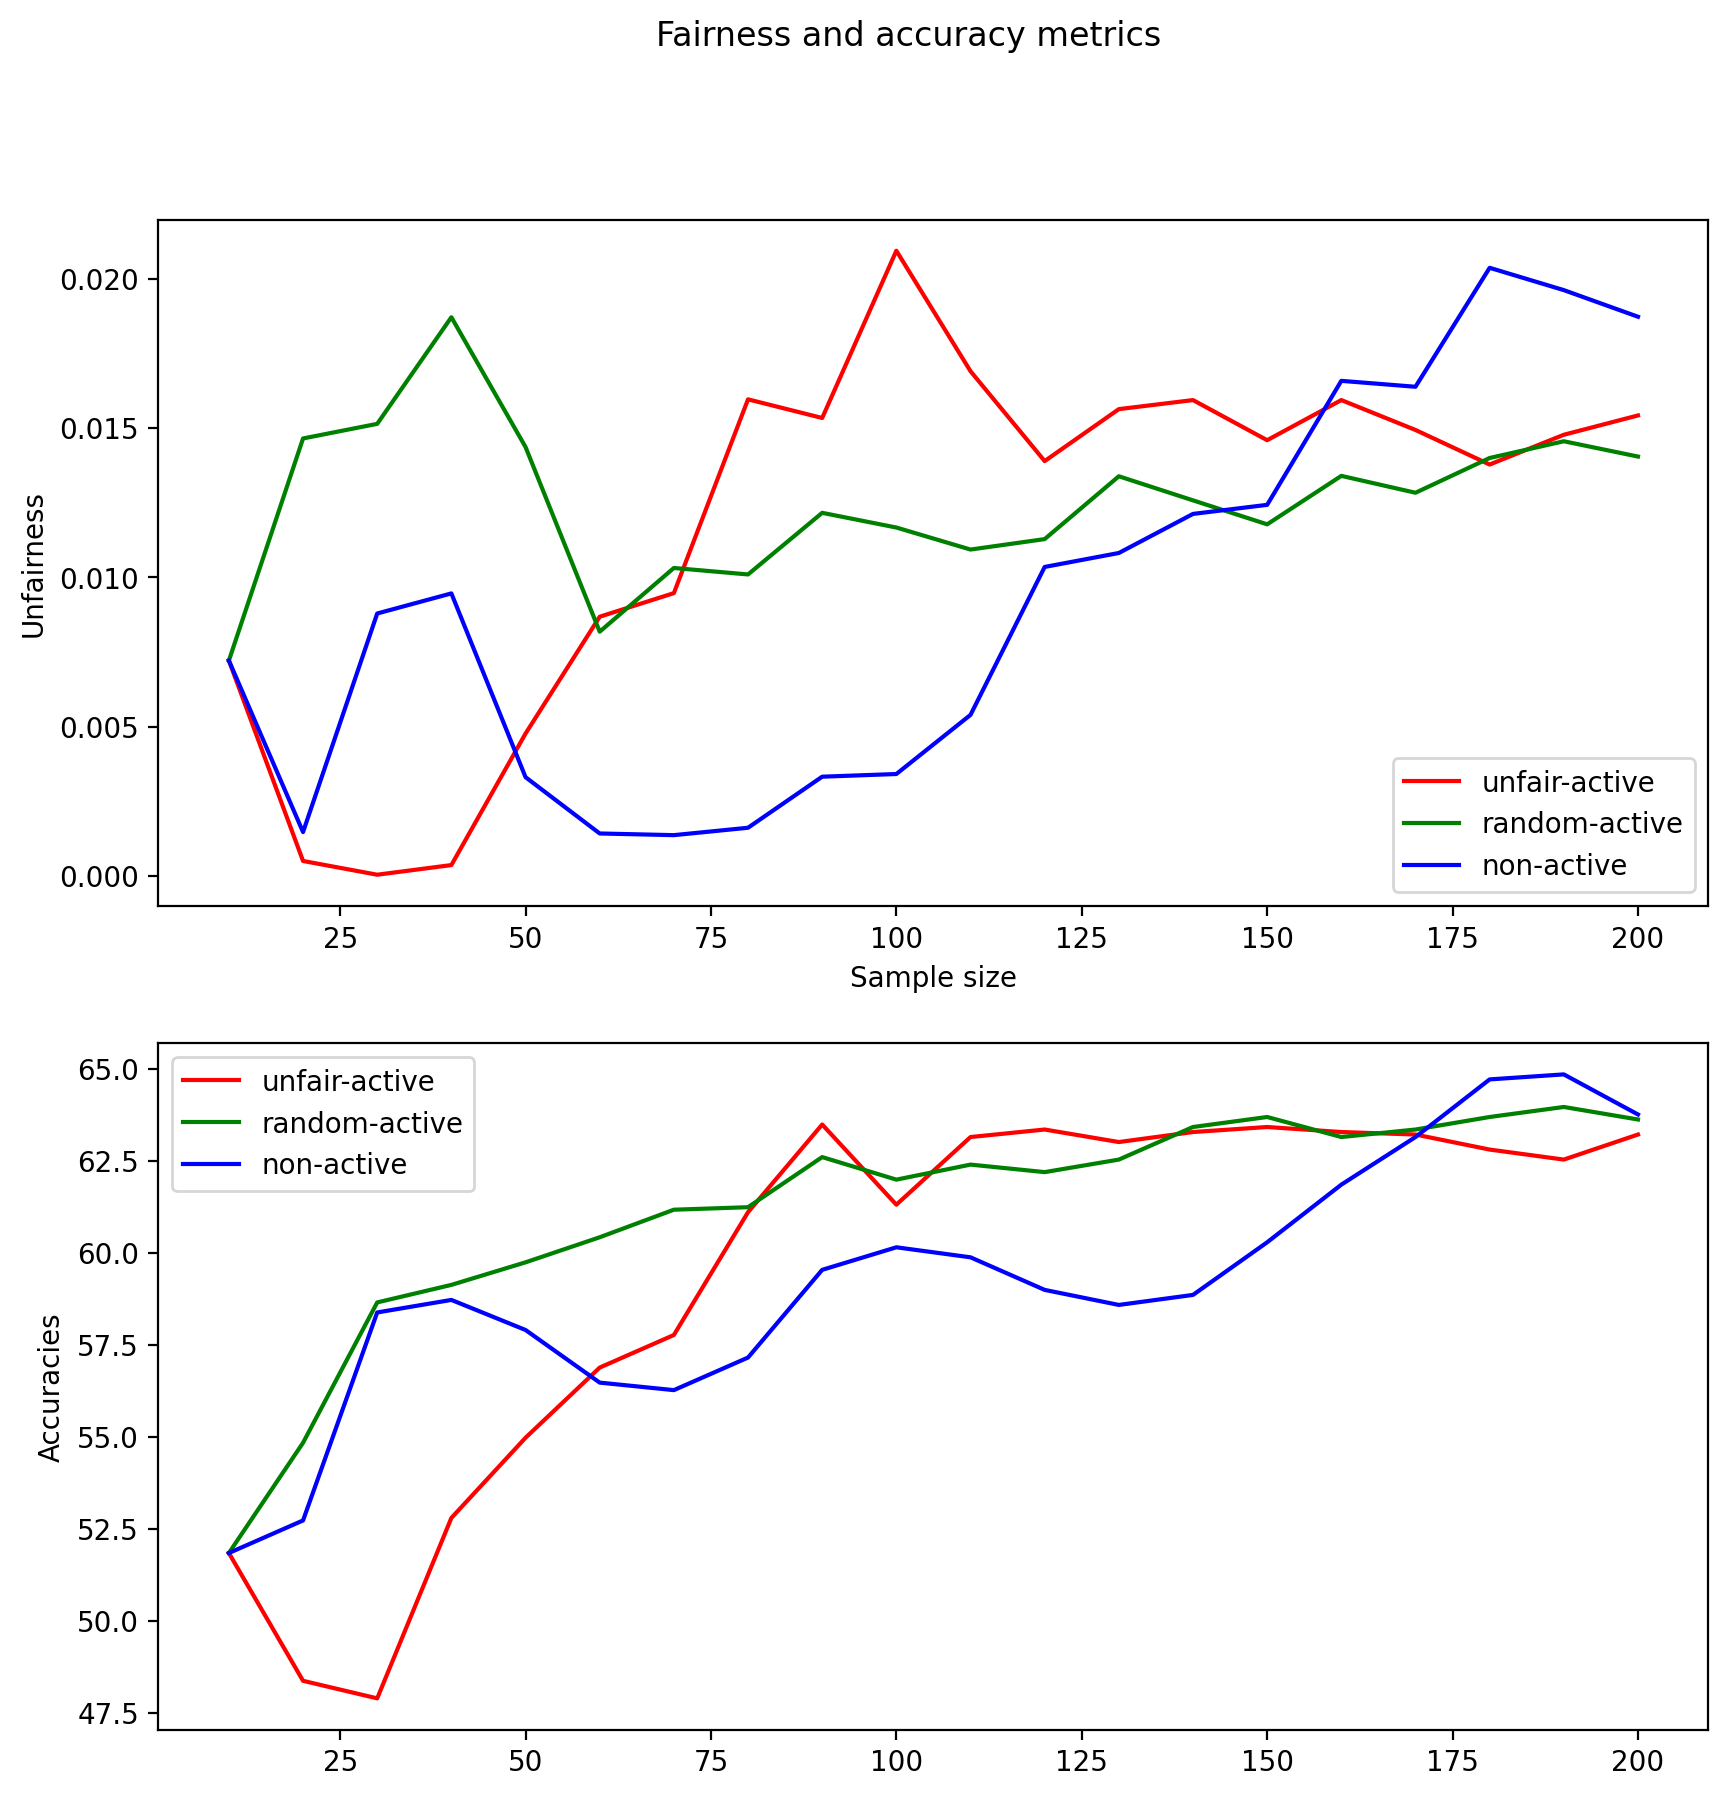 Fairness and accuracy metrics
0.020
0.015
0.010
0.005
0.000
Unfairness
unfair-active
random-active
non-active
25 50 75 100 125 150 175 200
Sample size
65.0
62.5
60.0
57.5
55.0
52.5
50.0
47.5
Accuracies
unfair-active
random-active
non-active
25 50 75 100 125 150 175 200